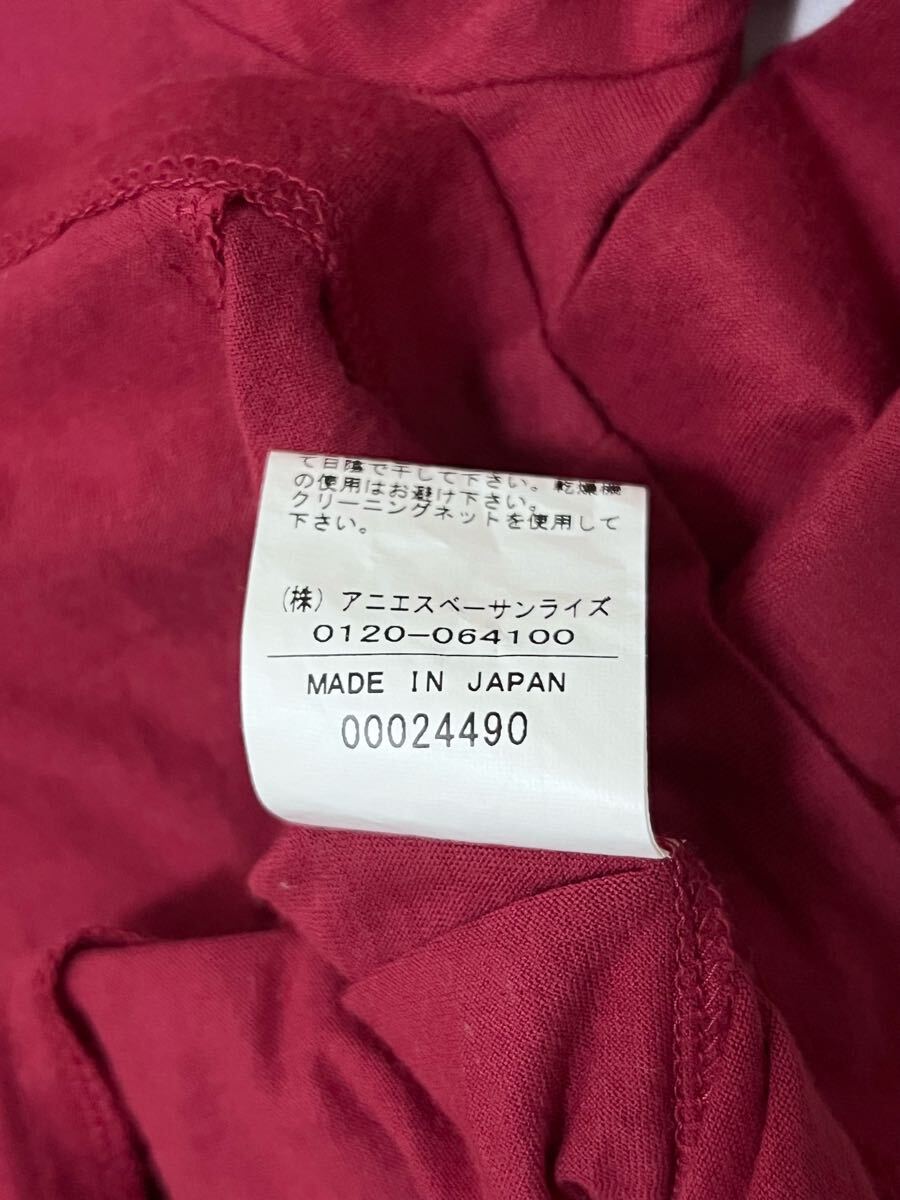 て日陰で干して下さい。乾燥機
の使用はお避け下さい。
クリーニングネットを使用して
下さい。
(株) アニエスベーサンライズ
0120-064100
MADE IN JAPAN
00024490